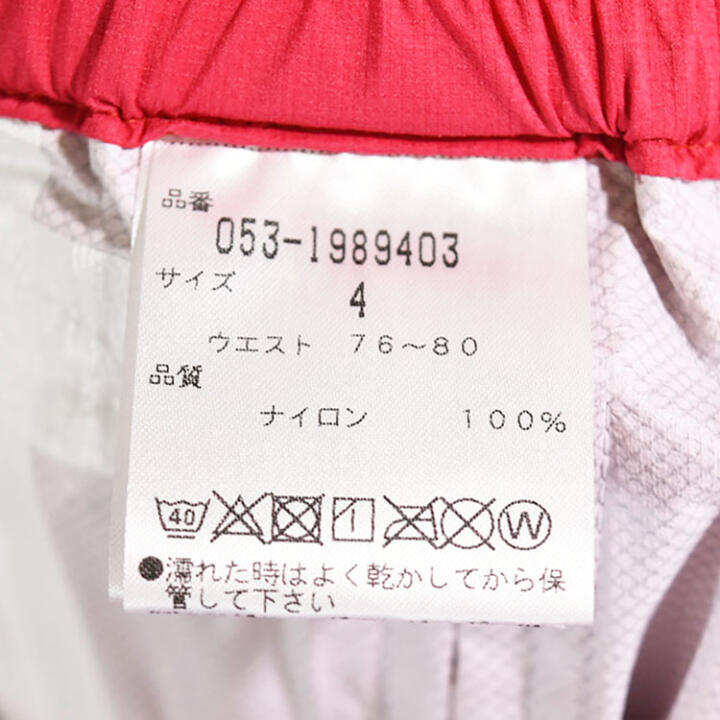 品番
053-1989403
サイズ
4
ウエスト 76〜80
品質
ナイロン 100%
40 W
●濡れた時はよく乾かしてから保
管して下さい